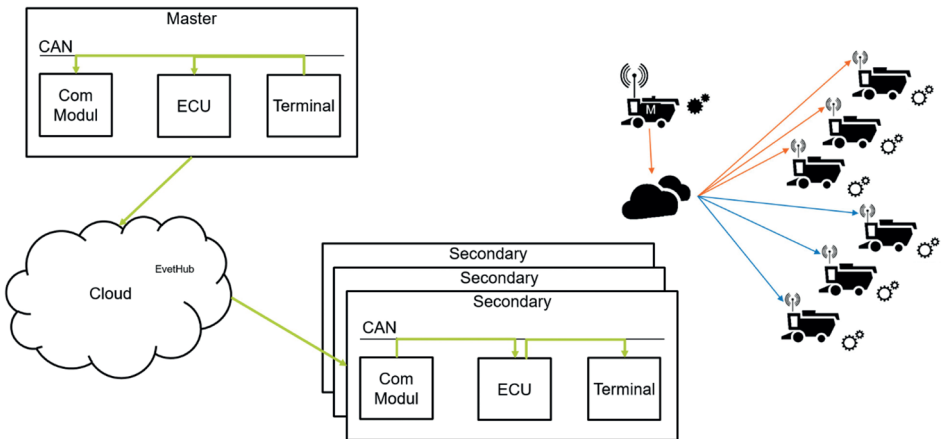 Master
CAN
Com
Modul
ECU
Terminal
M
EvetHub
Cloud
Secondary
Secondary
Secondary
CAN
Com
Modul
ECU
Terminal